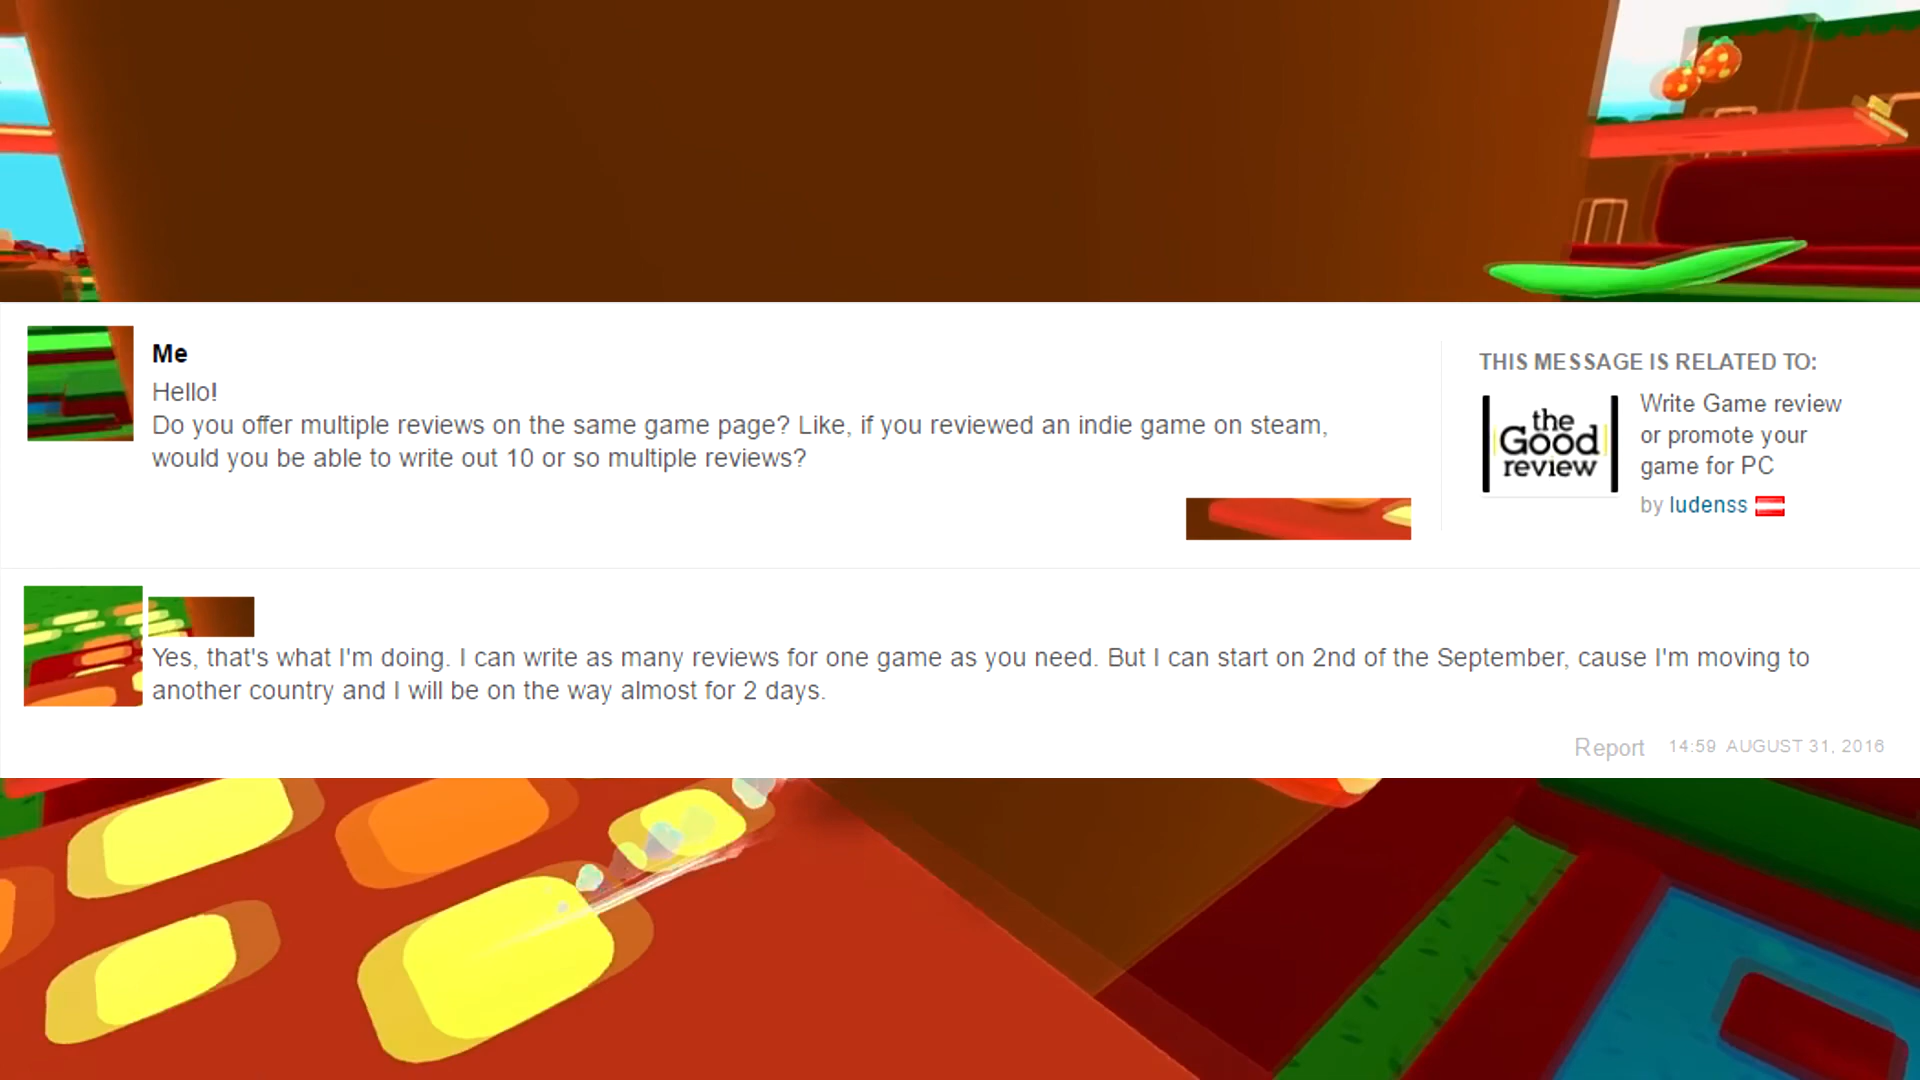 Me
Hello!
Do you offer multiple reviews on the same game page? Like, if you reviewed an indie game on steam,
would you be able to write out 10 or so multiple reviews?
THIS MESSAGE IS RELATED TO:
the
Good
review
Write Game review
or promote your
game for PC
by ludenss
Yes, that's what I'm doing. I can write as many reviews for one game as you need. But I can start on 2nd of the September, cause I'm moving to
another country and I will be on the way almost for 2 days.
Report 14:59 AUGUST 31, 2016